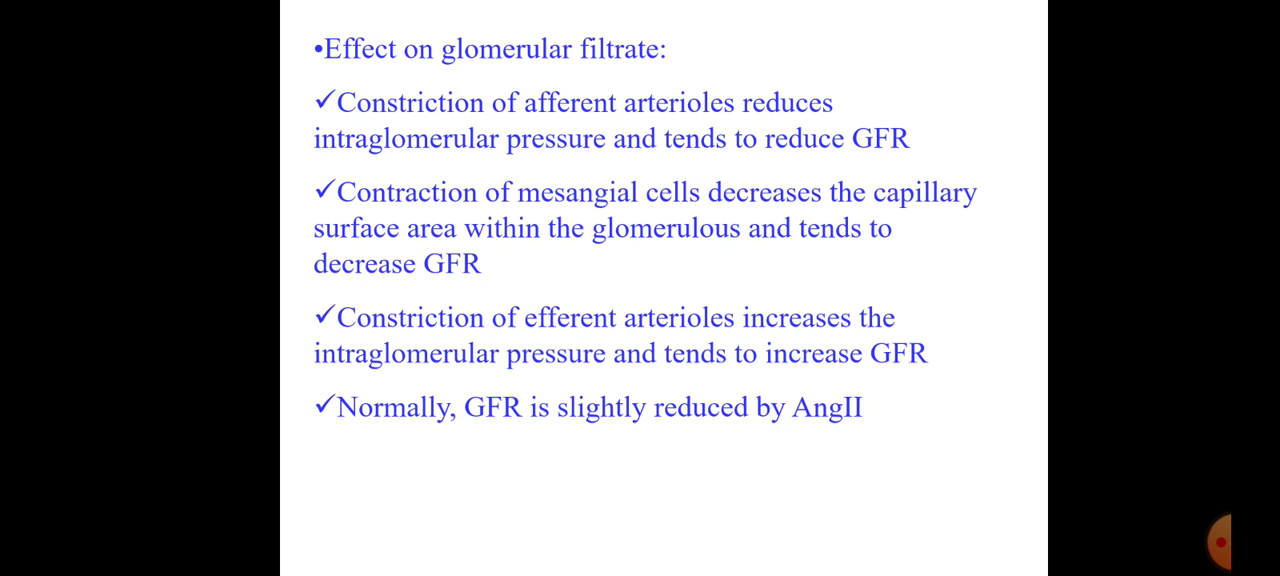 •Effect on glomerular filtrate:
✓Constriction of afferent arterioles reduces
intraglomerular pressure and tends to reduce GFR
✓Contraction of mesangial cells decreases the capillary
surface area within the glomerulous and tends to
decrease GFR
✓Constriction of efferent arterioles increases the
intraglomerular pressure and tends to increase GFR
✓Normally, GFR is slightly reduced by AngII